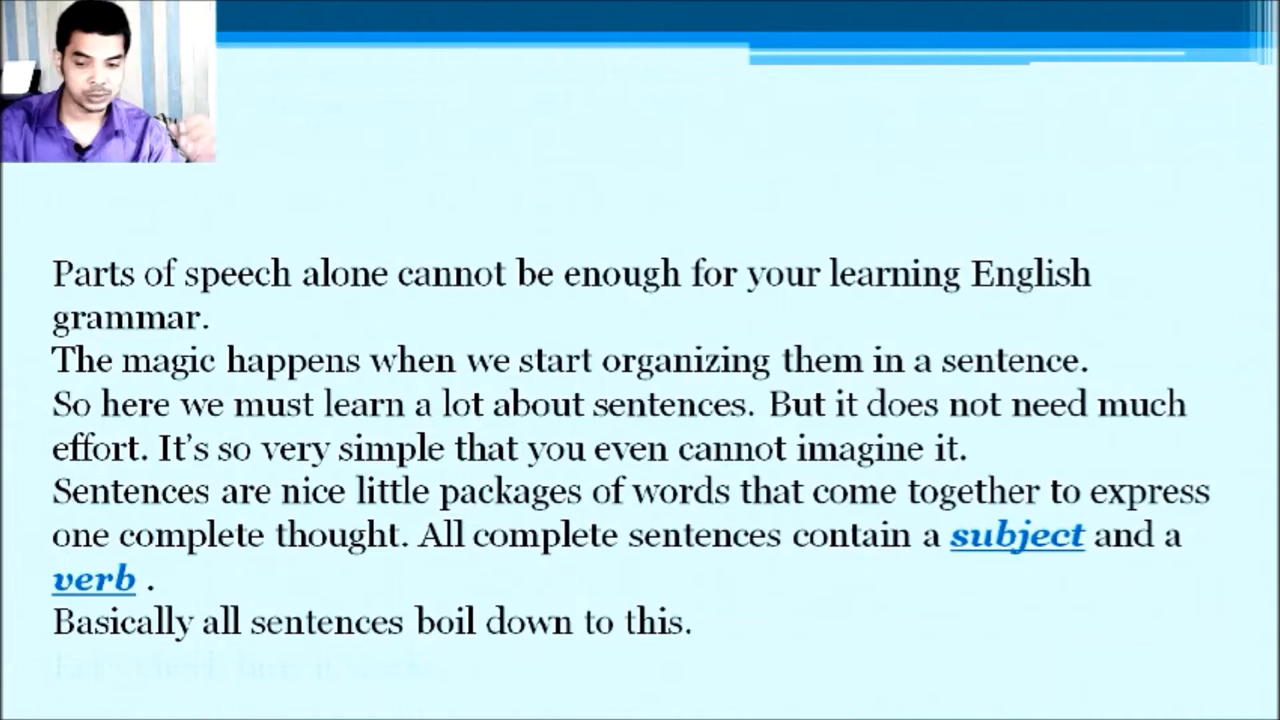 Parts of speech alone cannot be enough for your learning English
grammar.
The magic happens when we start organizing them in a sentence.
So here we must learn a lot about sentences. But it does not need much
effort. It's so very simple that you even cannot imagine it.
Sentences are nice little packages of words that come together to express
one complete thought. All complete sentences contain a subject and a
verb .
Basically all sentences boil down to this.